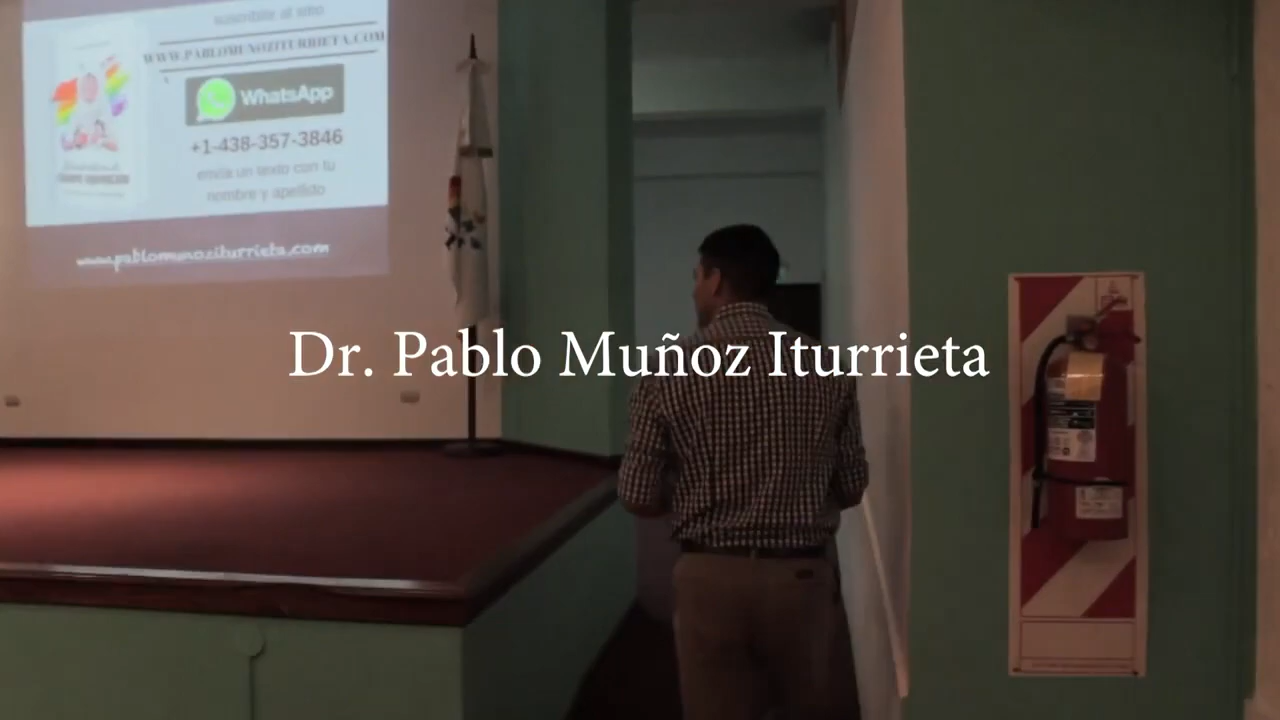 suscribite al sitio
WWW.PABLOMUNOZITURRIETA.COM
WhatsApp
+1-438-357-3846
envía un texto con tu
nombre y apellido
www.pablomunoziturrieta.com
Dr. Pablo Muñoz Iturrieta